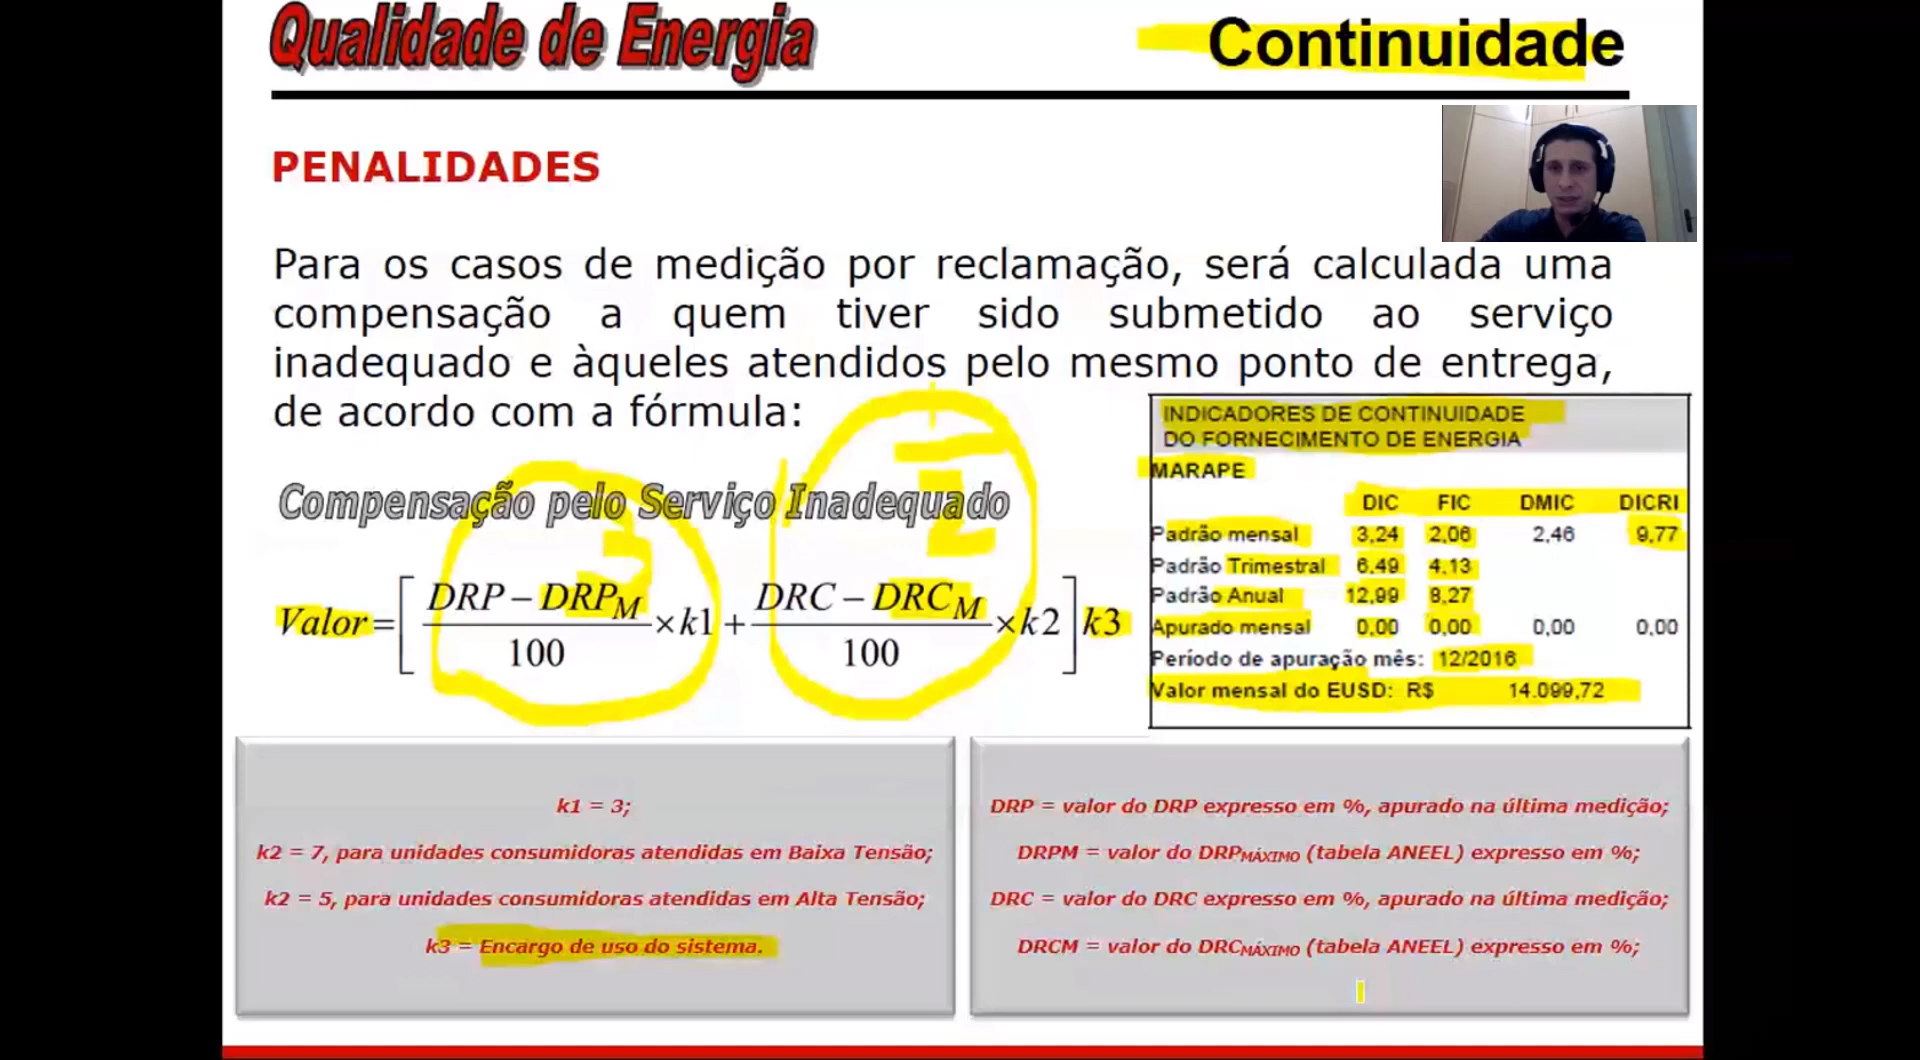 Qualidade de Energia
Continuidade
PENALIDADES
Para os casos de medição por reclamação, será calculada uma
compensação a quem tiver sido submetido ao serviço
inadequado e àqueles atendidos pelo mesmo ponto de entrega,
de acordo com a fórmula:
Compensação pelo Serviço Inadequado
3
Valor = [ (DRP − DRP_M)/100 × k1 + (DRC − DRC_M)/100 × k2 ] k3
INDICADORES DE CONTINUIDADE
DO FORNECIMENTO DE ENERGIA
MARAPE
DIC FIC DMIC DICRI
Padrão mensal 3,24 2,06 2,46 9,77
Padrão Trimestral 6,49 4,13
Padrão Anual 12,99 8,27
Apurado mensal 0,00 0,00 0,00 0,00
Período de apuração mês: 12/2016
Valor mensal do EUSD: R$ 14.099,72
k1 = 3;
k2 = 7, para unidades consumidoras atendidas em Baixa Tensão;
k2 = 5, para unidades consumidoras atendidas em Alta Tensão;
k3 = Encargo de uso do sistema.
DRP = valor do DRP expresso em %, apurado na última medição;
DRPM = valor do DRPMÁXIMO (tabela ANEEL) expresso em %;
DRC = valor do DRC expresso em %, apurado na última medição;
DRCM = valor do DRCMÁXIMO (tabela ANEEL) expresso em %;